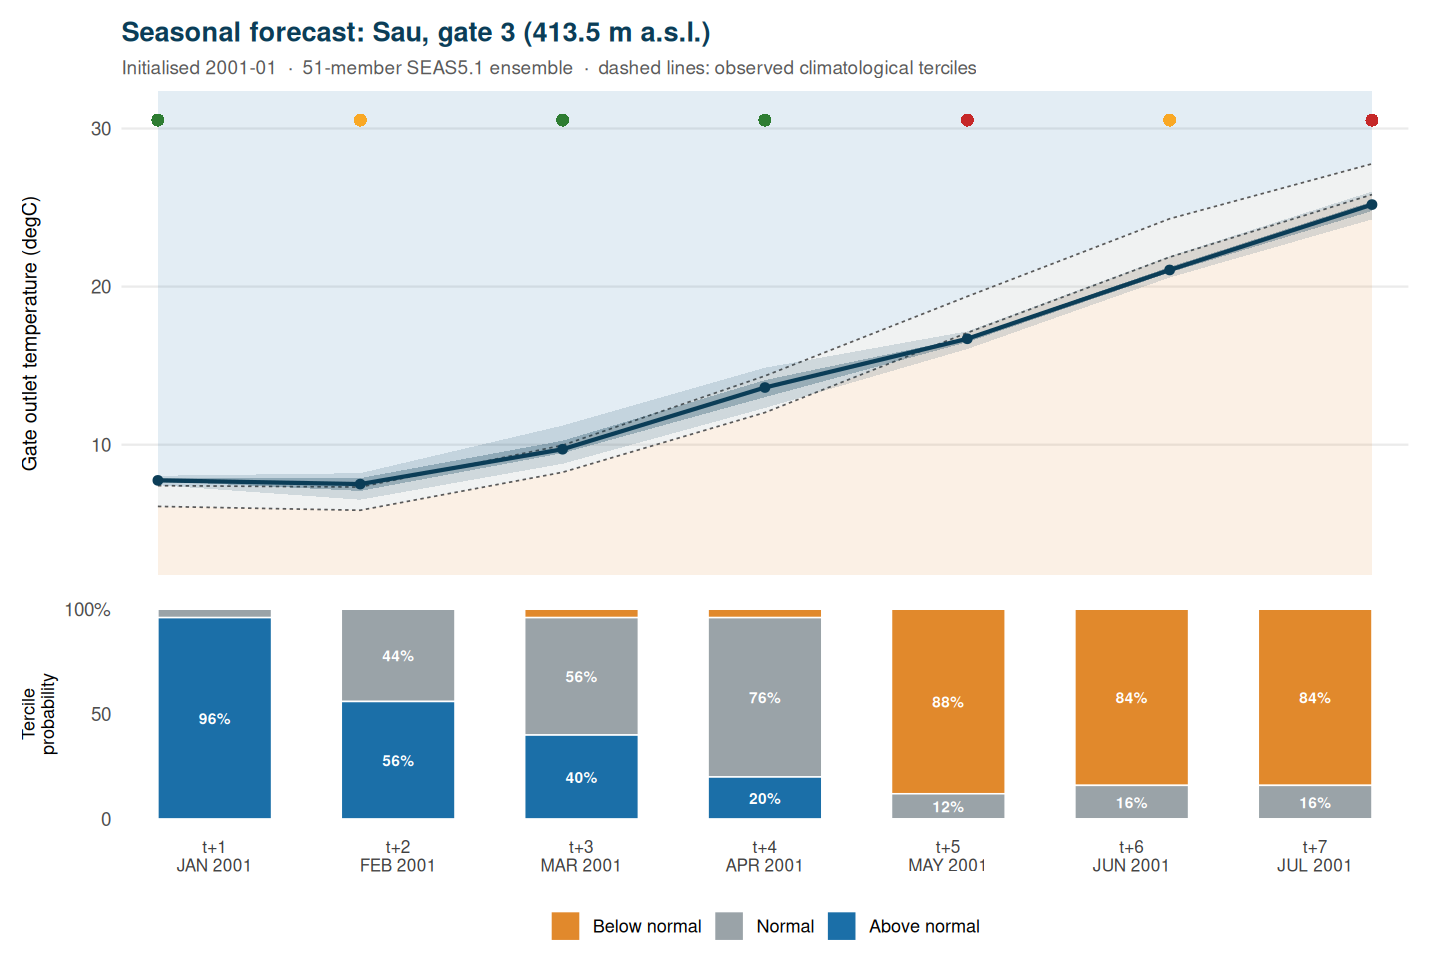 Seasonal forecast: Sau, gate 3 (413.5 m a.s.l.)
Initialised 2001-01 · 51-member SEAS5.1 ensemble · dashed lines: observed climatological terciles
Gate outlet temperature (degC)
30
20
10
Tercile
probability
100%
50
0
96%
44%
56%
56%
40%
76%
20%
88%
12%
84%
16%
84%
16%
t+1
JAN 2001
t+2
FEB 2001
t+3
MAR 2001
t+4
APR 2001
t+5
MAY 2001
t+6
JUN 2001
t+7
JUL 2001
Below normal
Normal
Above normal